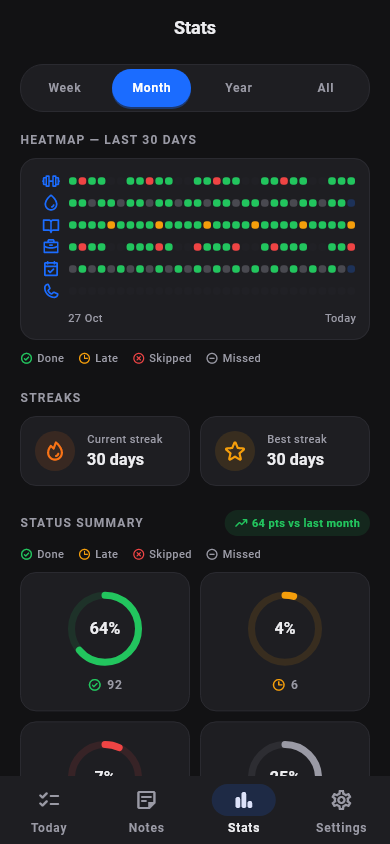 Stats
Week Month Year All
HEATMAP — LAST 30 DAYS
27 Oct Today
Done Late Skipped Missed
STREAKS
Current streak
30 days
Best streak
30 days
STATUS SUMMARY 64 pts vs last month
Done Late Skipped Missed
64% 4%
92 6
7% 25%
Today Notes Stats Settings